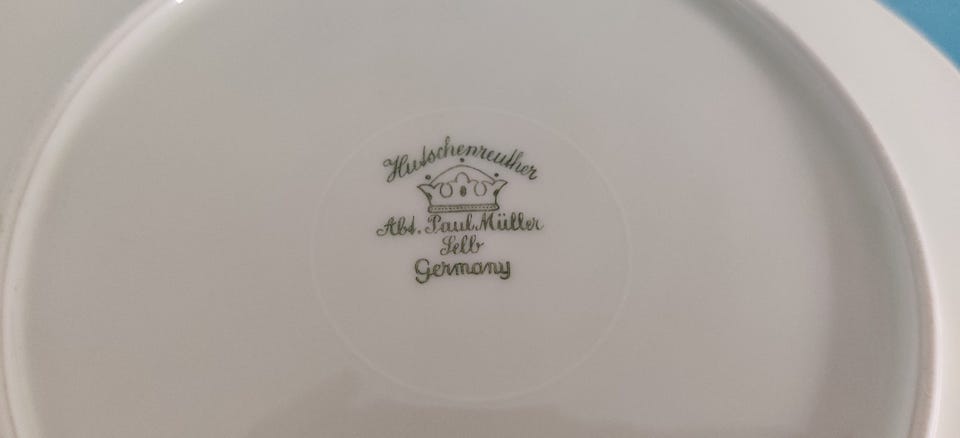 Hutschenreuther
Abt. Paul Müller
Selb
Germany